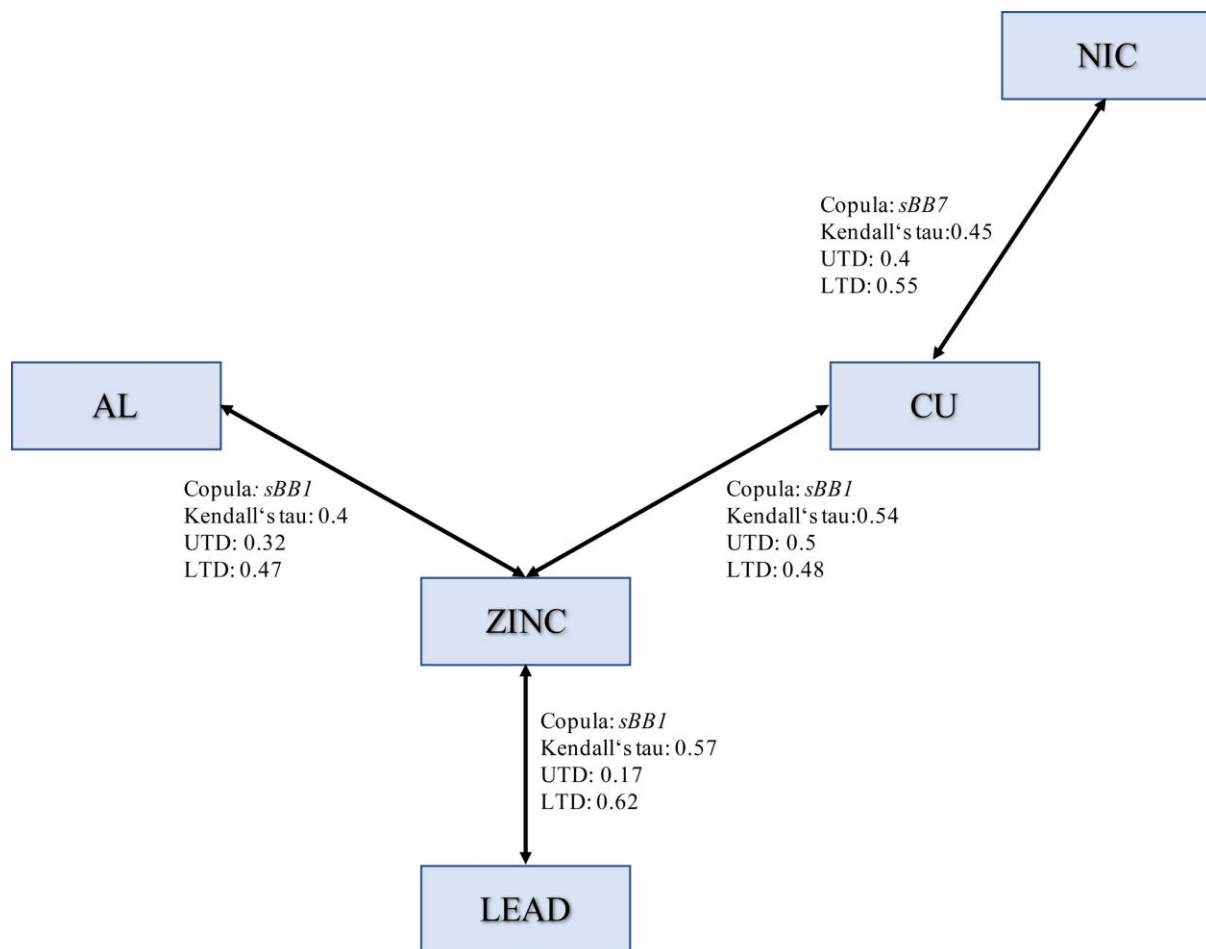 NIC
Copula: sBB7
Kendall‘s tau:0.45
UTD: 0.4
LTD: 0.55
AL
CU
Copula: sBB1
Kendall‘s tau: 0.4
UTD: 0.32
LTD: 0.47
Copula: sBB1
Kendall‘s tau:0.54
UTD: 0.5
LTD: 0.48
ZINC
Copula: sBB1
Kendall‘s tau: 0.57
UTD: 0.17
LTD: 0.62
LEAD